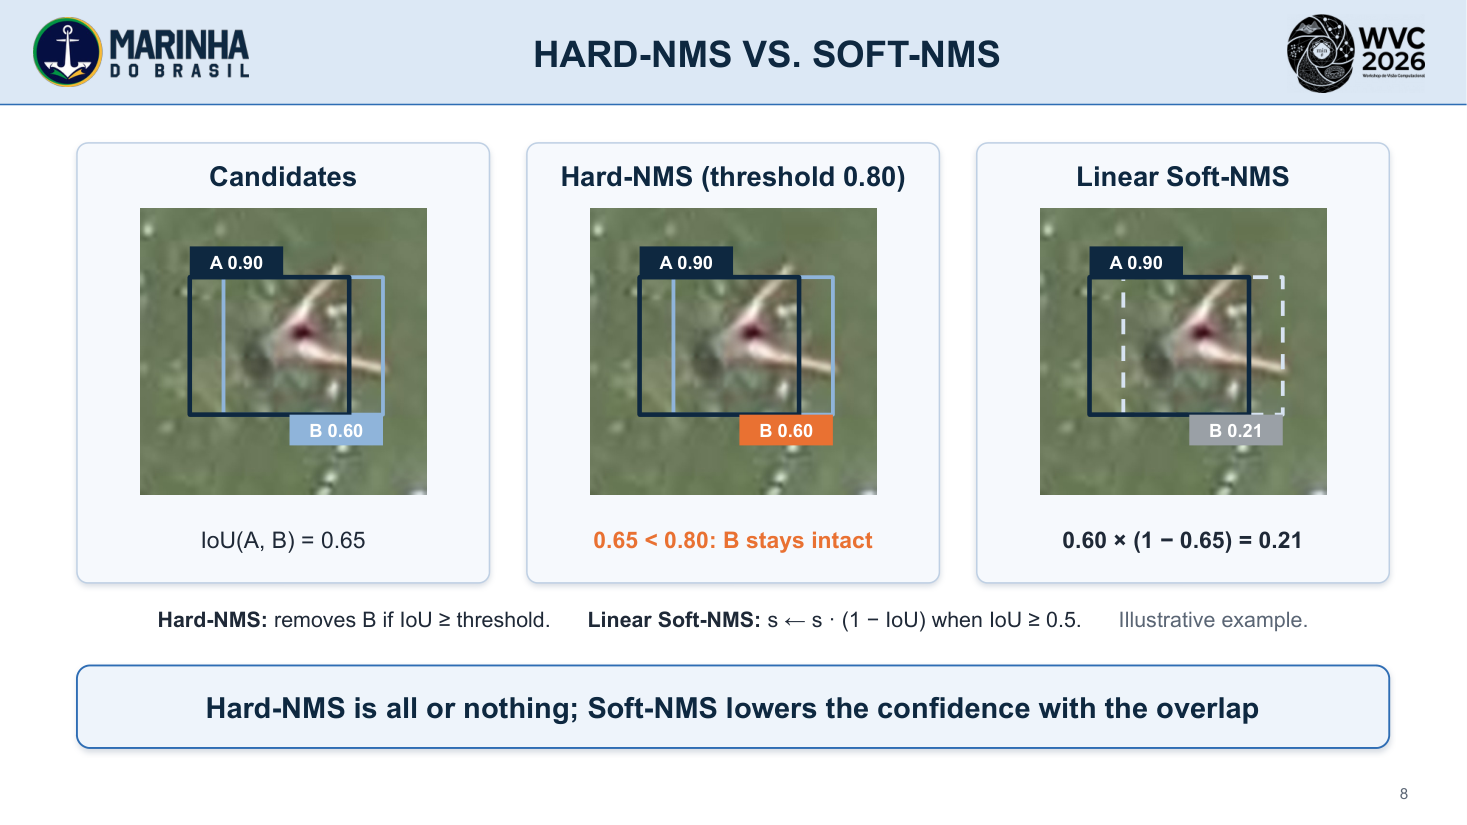 MARINHA
DO BRASIL
HARD-NMS VS. SOFT-NMS
WVC
2026
Workshop de Visão Computacional
Candidates
A 0.90
B 0.60
IoU(A, B) = 0.65
Hard-NMS (threshold 0.80)
A 0.90
B 0.60
0.65 < 0.80: B stays intact
Linear Soft-NMS
A 0.90
B 0.21
0.60 × (1 − 0.65) = 0.21
Hard-NMS: removes B if IoU ≥ threshold. Linear Soft-NMS: s ← s · (1 − IoU) when IoU ≥ 0.5. Illustrative example.
Hard-NMS is all or nothing; Soft-NMS lowers the confidence with the overlap
8